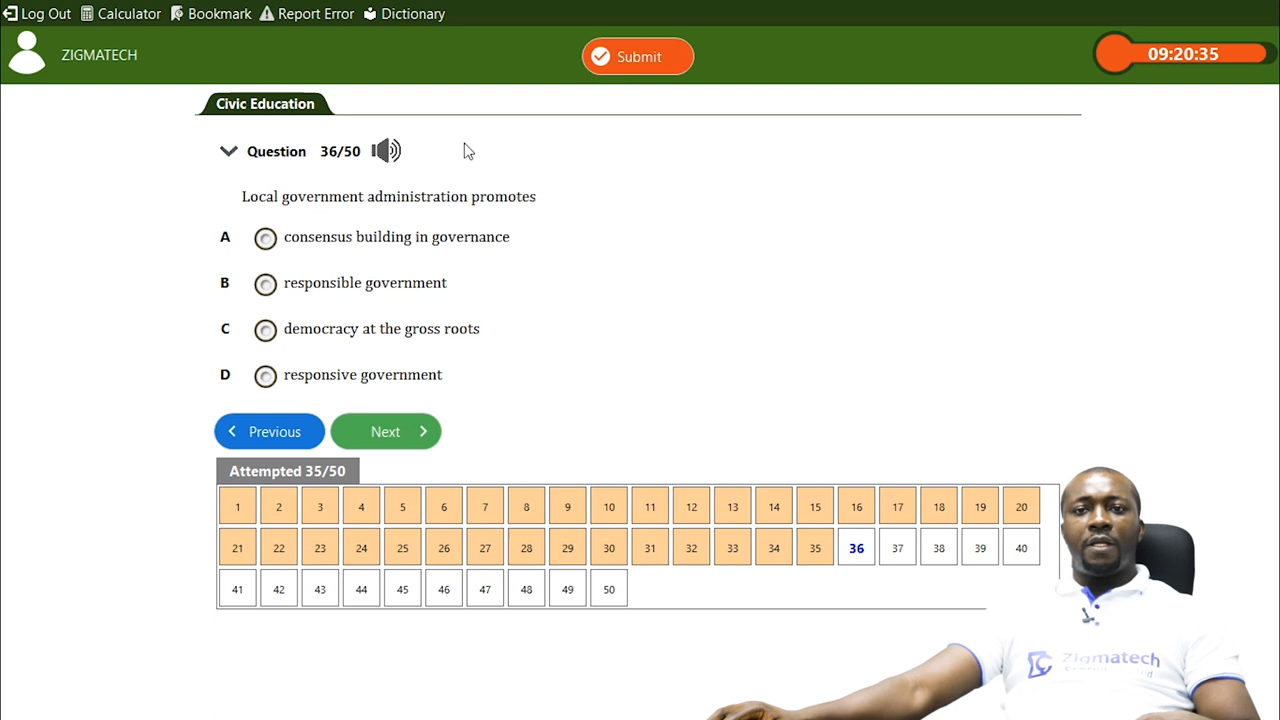 Log Out Calculator Bookmark Report Error Dictionary
ZIGMATECH
Submit
09:20:35
Civic Education
Question 36/50
Local government administration promotes
A consensus building in governance
B responsible government
C democracy at the gross roots
D responsive government
Previous Next
Attempted 35/50
1 2 3 4 5 6 7 8 9 10 11 12 13 14 15 16 17 18 19 20
21 22 23 24 25 26 27 28 29 30 31 32 33 34 35 36 37 38 39 40
41 42 43 44 45 46 47 48 49 50
Zigmatech